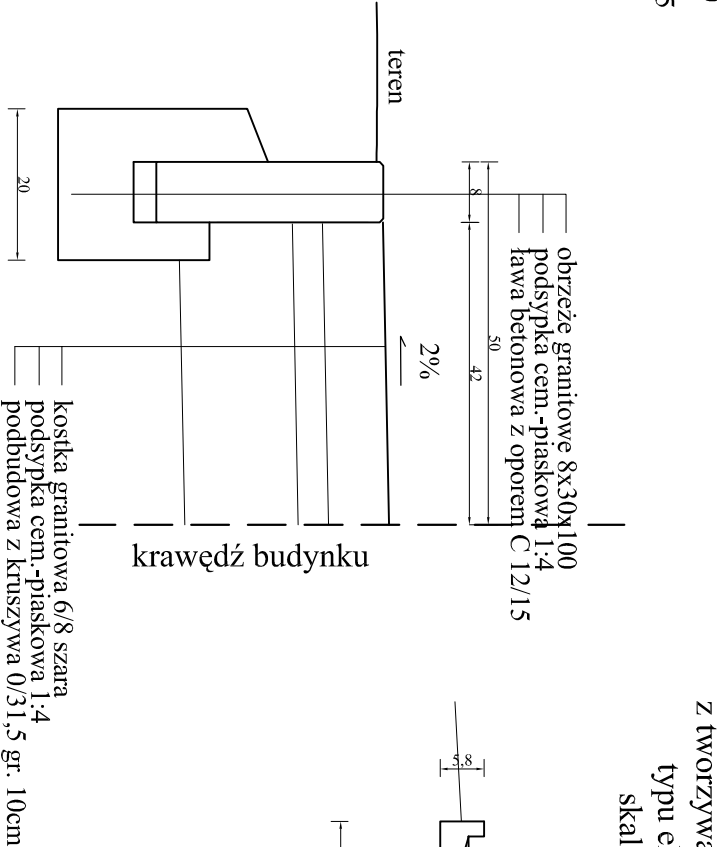 teren
20
8
50
42
2%
obrzeże granitowe 8x30x100
podsypka cem.-piaskowa 1:4
ława betonowa z oporem C 12/15
krawędź budynku
kostka granitowa 6/8 szara
podsypka cem.-piaskowa 1:4
podbudowa z kruszywa 0/31,5 gr. 10cm
z tworzywa
typu
skal
5,8